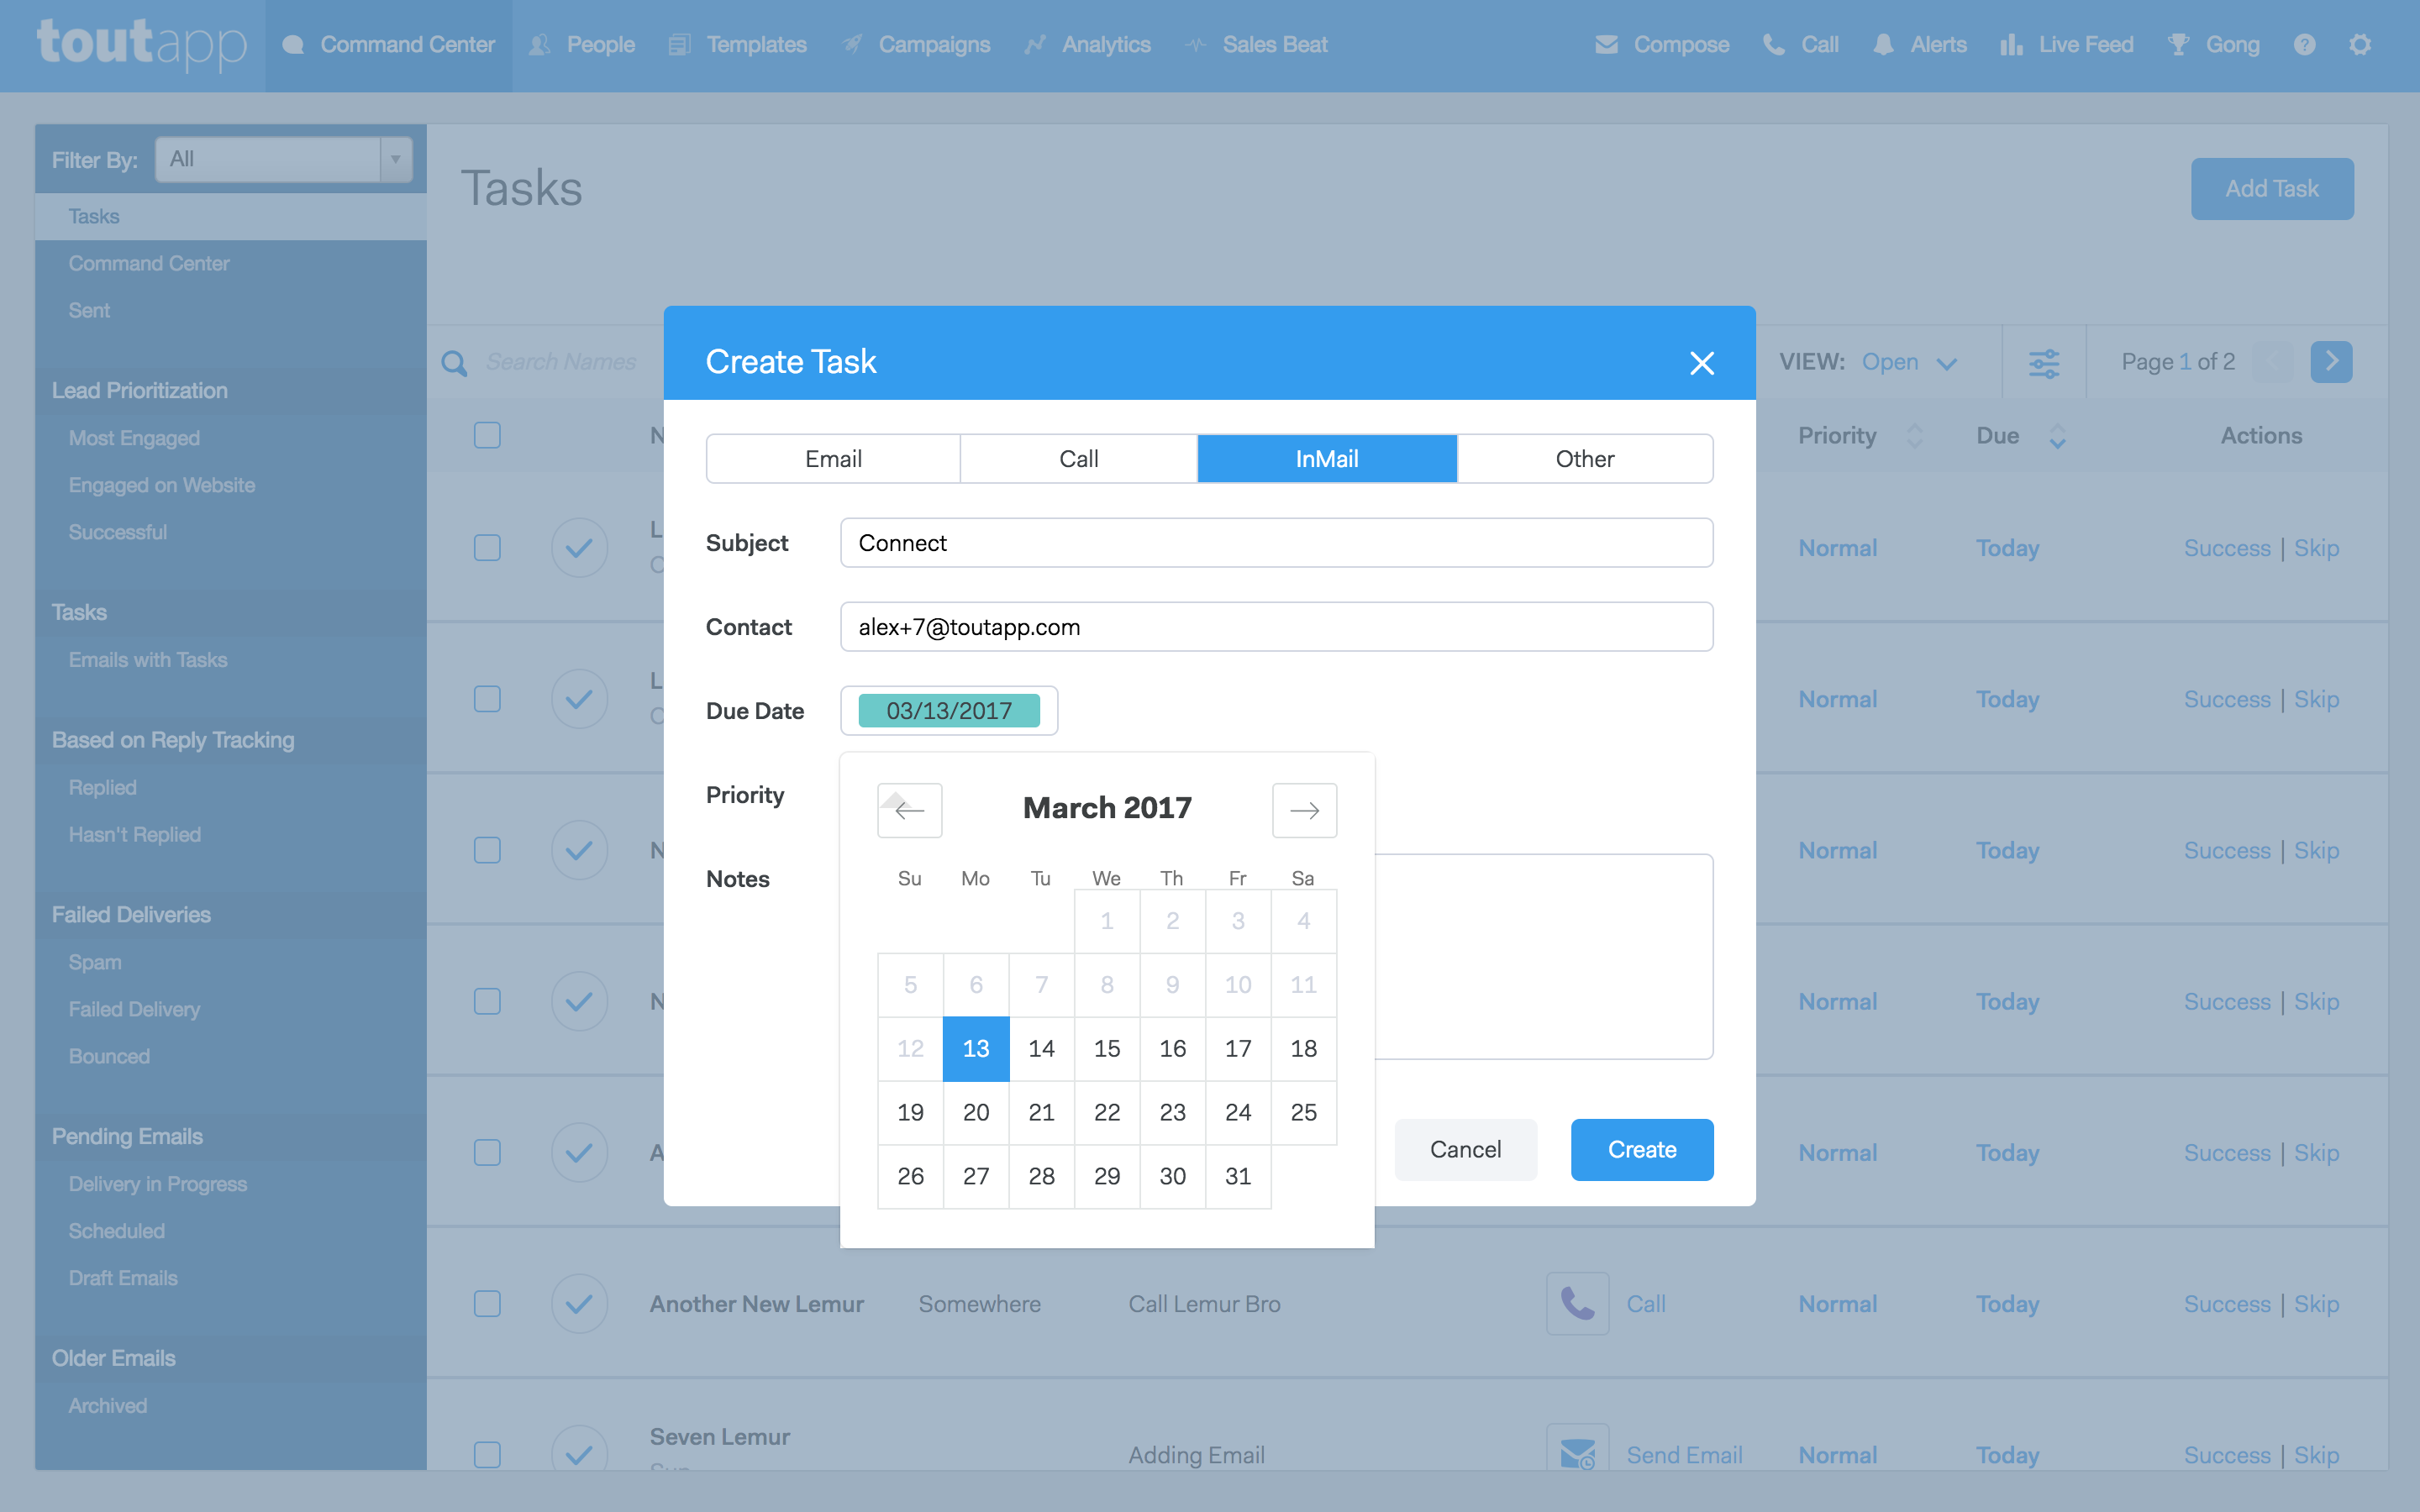 toutapp Command Center People Templates Campaigns Analytics Sales Beat Compose Call Alerts Live Feed Gong ?
Filter By: All
Tasks
Command Center
Sent
Lead Prioritization
Most Engaged
Engaged on Website
Successful
Tasks
Emails with Tasks
Based on Reply Tracking
Replied
Hasn't Replied
Failed Deliveries
Spam
Failed Delivery
Bounced
Pending Emails
Delivery in Progress
Scheduled
Draft Emails
Older Emails
Archived
Tasks
Add Task
Search Names
VIEW: Open
Page 1 of 2
Priority Due Actions
Normal Today Success | Skip
Normal Today Success | Skip
Normal Today Success | Skip
Normal Today Success | Skip
Normal Today Success | Skip
Another New Lemur Somewhere Call Lemur Bro Call Normal Today Success | Skip
Seven Lemur
Adding Email Send Email Normal Today Success | Skip
Create Task
Email Call InMail Other
Subject Connect
Contact alex+7@toutapp.com
Due Date 03/13/2017
Priority
Notes
March 2017
Su Mo Tu We Th Fr Sa
1 2 3 4
5 6 7 8 9 10 11
12 13 14 15 16 17 18
19 20 21 22 23 24 25
26 27 28 29 30 31
Cancel Create